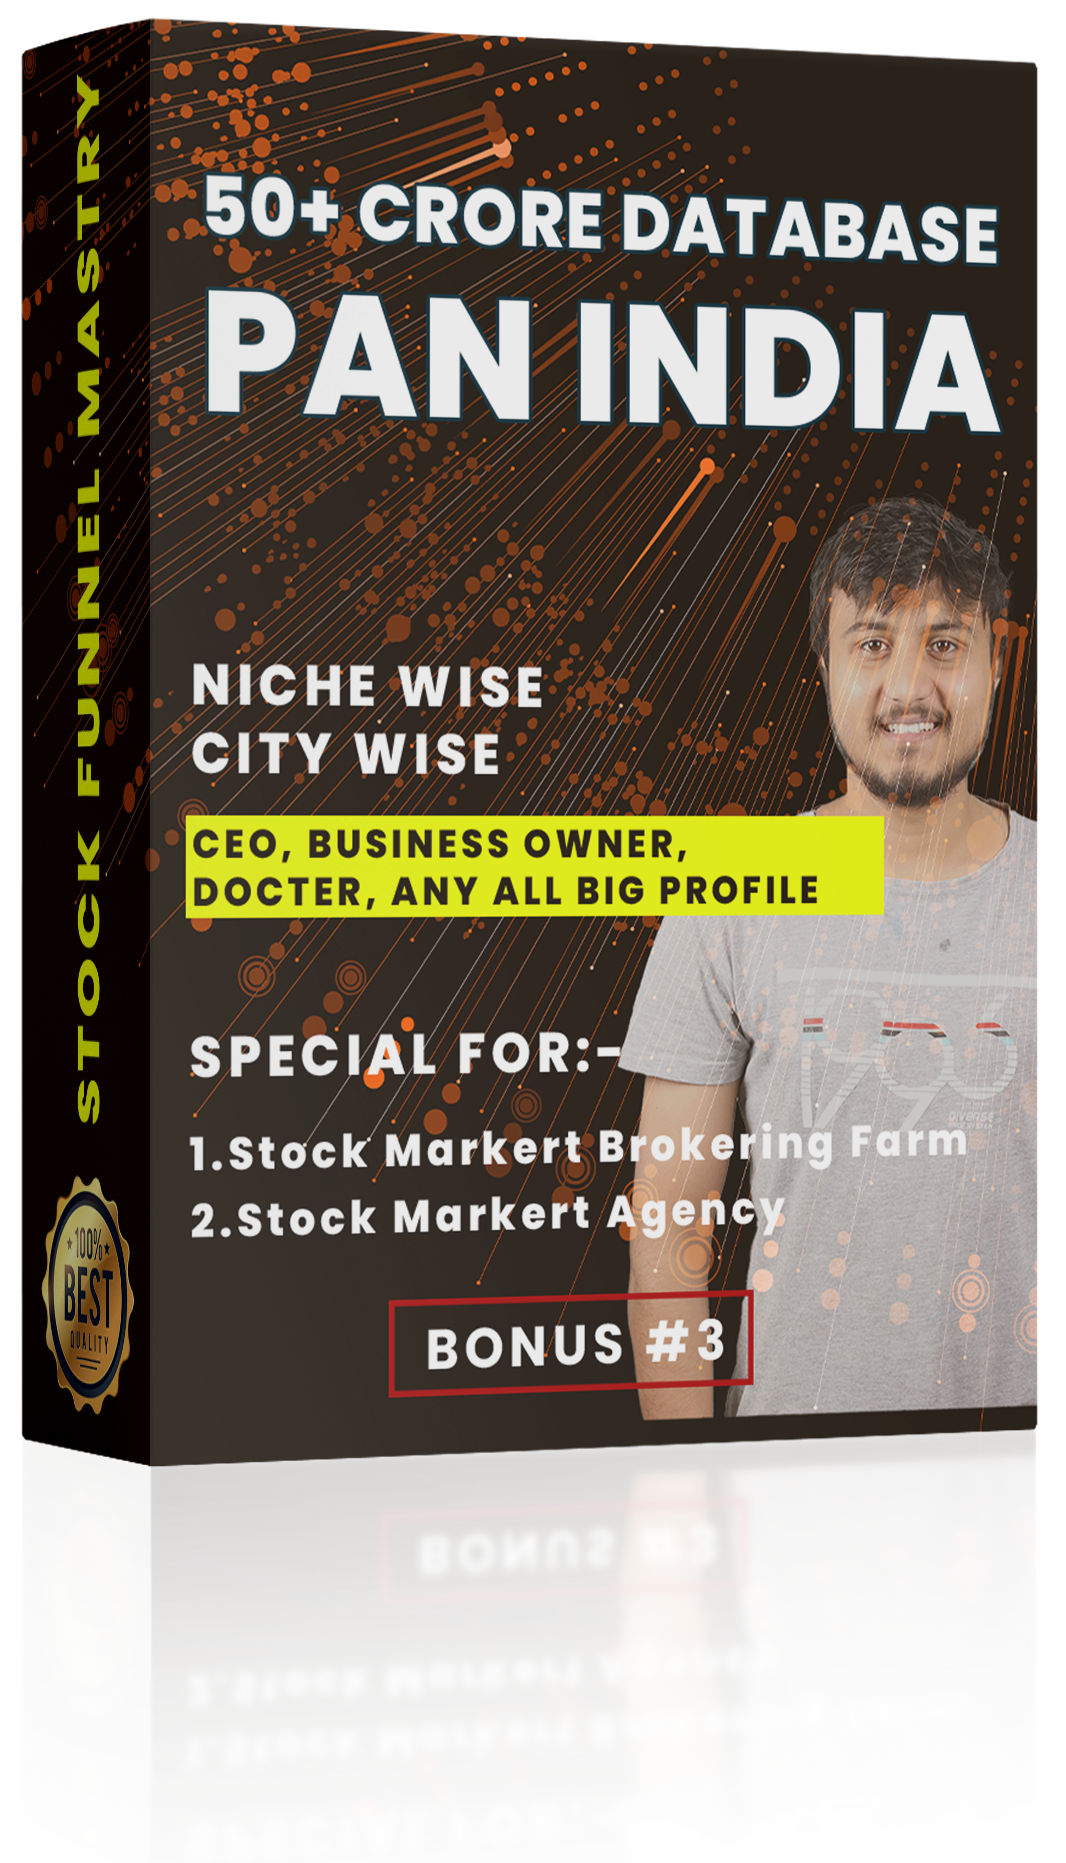 STOCK FUNNEL MASTRY
100%
BEST
QUALITY
50+ CRORE DATABASE
PAN INDIA
NICHE WISE
CITY WISE
CEO, BUSINESS OWNER,
DOCTER, ANY ALL BIG PROFILE
SPECIAL FOR:-
1.Stock Markert Brokering Farm
2.Stock Markert Agency
BONUS #3
DIVERSE